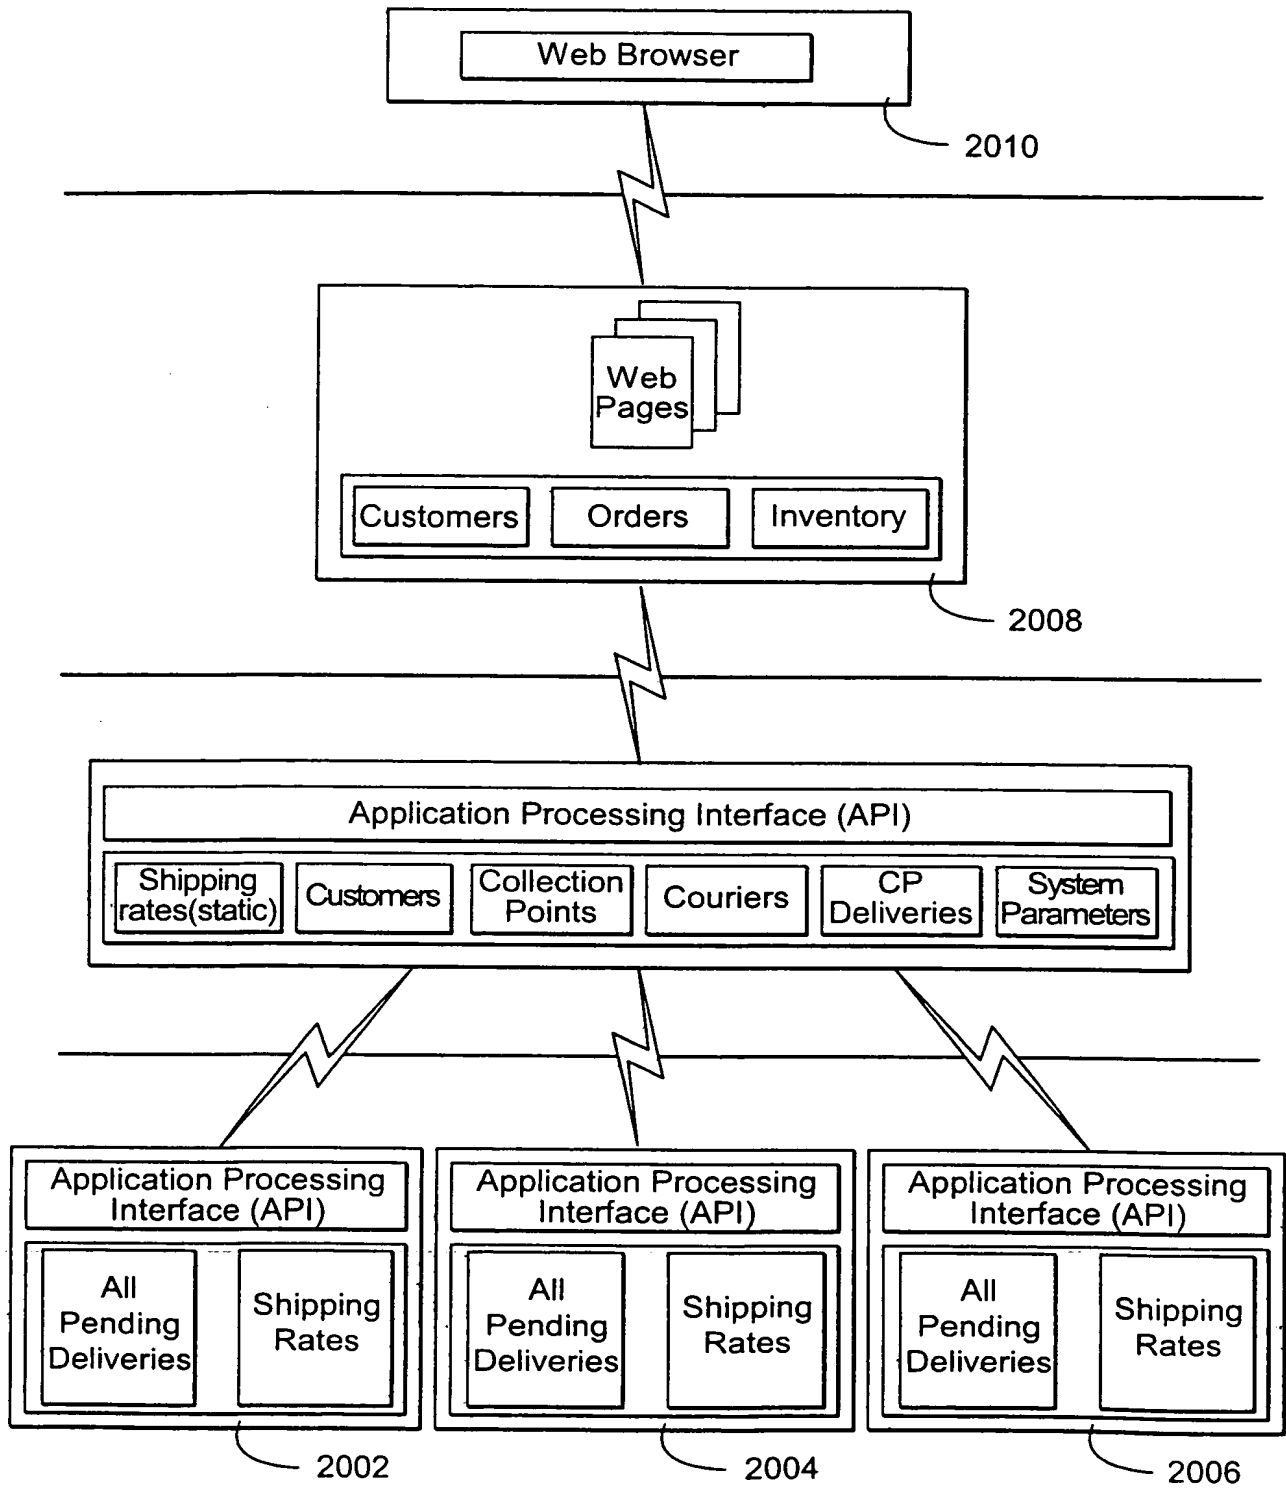 Web Browser
2010
Web
Pages
Customers
Orders
Inventory
2008
Application Processing Interface (API)
Shipping
rates(static)
Customers
Collection
Points
Couriers
CP
Deliveries
System
Parameters
Application Processing
Interface (API)
All
Pending
Deliveries
Shipping
Rates
2002
Application Processing
Interface (API)
All
Pending
Deliveries
Shipping
Rates
2004
Application Processing
Interface (API)
All
Pending
Deliveries
Shipping
Rates
2006